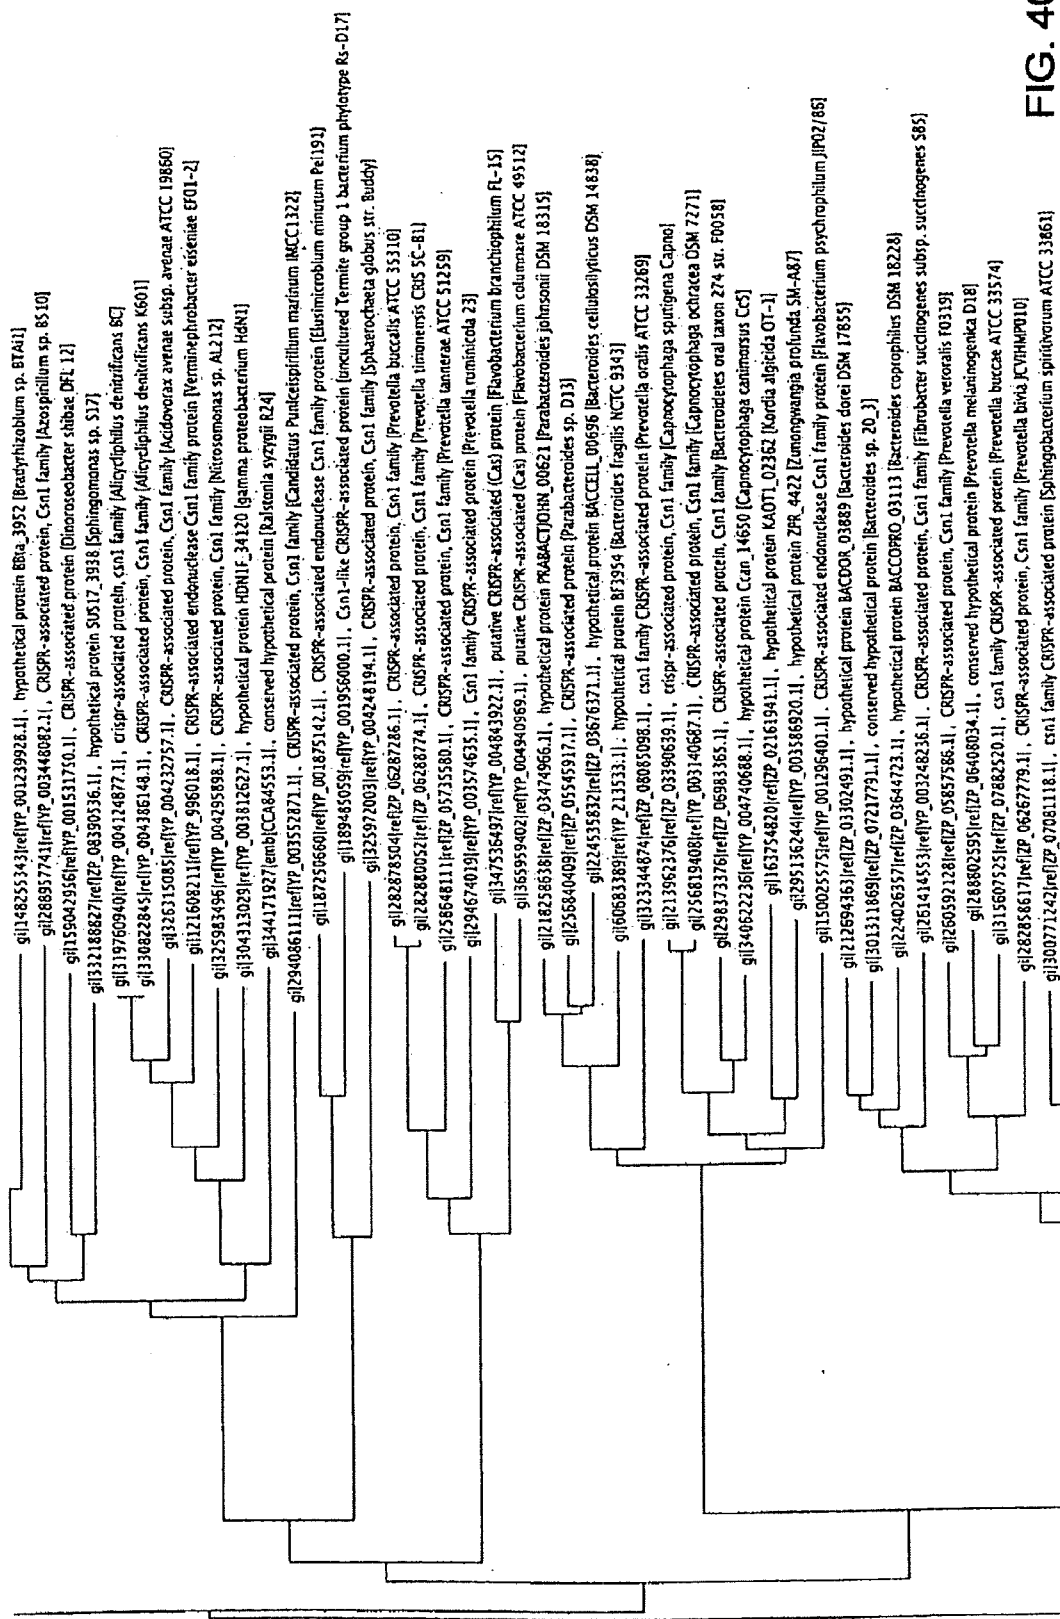 gi|148255343|ref|YP_001239928.1|, hypothetical protein BBta_3952 [Bradyrhizobium sp. BTAi1]
gi|288957741|ref|YP_003448082.1|, CRISPR-associated protein, Csn1 family [Azospirillum sp. B510]
gi|159042956|ref|YP_001531750.1|, CRISPR-associated protein [Dinoroseobacter shibae DFL 12]
gi|332188827|ref|ZP_08390536.1|, hypothetical protein SUS17_3938 [Sphingomonas sp. S17]
gi|319760940|ref|YP_004124877.1|, crispr-associated protein, csn1 family [Alicycliphilus denitrificans BC]
gi|330822845|ref|YP_004386148.1|, CRISPR-associated protein, Csn1 family [Alicycliphilus denitrificans K601]
gi|326315085|ref|YP_004232757.1|, CRISPR-associated protein, Csn1 family [Acidovorax avenae subsp. avenae ATCC 19860]
gi|121608211|ref|YP_996018.1|, CRISPR-associated endonuclease Csn1 family protein [Verminephrobacter eiseniae EF01-2]
gi|325983496|ref|YP_004295898.1|, CRISPR-associated protein, Csn1 family [Nitrosomonas sp. AL212]
gi|304313029|ref|YP_003812627.1|, hypothetical protein HDN1F_34120 [gamma proteobacterium HdN1]
gi|344171927|emb|CCA84553.1|, conserved hypothetical protein [Ralstonia syzygii R24]
gi|294086111|ref|YP_003552871.1|, CRISPR-associated protein, Csn1 family [Candidatus Puniceispirillum marinum IMCC1322]
gi|187250660|ref|YP_001875142.1|, CRISPR-associated endonuclease Csn1 family protein [Elusimicrobium minutum Pei191]
gi|189485059|ref|YP_001956000.1|, Csn1-like CRISPR-associated protein [uncultured Termite group 1 bacterium phylotype Rs-D17]
gi|325972003|ref|YP_004248194.1|, CRISPR-associated protein, Csn1 family [Sphaerochaeta globus str. Buddy]
gi|282878504|ref|ZP_06287286.1|, CRISPR-associated protein, Csn1 family [Prevotella buccalis ATCC 35310]
gi|282880052|ref|ZP_06288774.1|, CRISPR-associated protein, Csn1 family [Prevotella timonensis CRIS 5C-B1]
gi|258648111|ref|ZP_05735580.1|, CRISPR-associated protein, Csn1 family [Prevotella tannerae ATCC 51259]
gi|294674019|ref|YP_003574635.1|, Csn1 family CRISPR-associated protein [Prevotella ruminicola 23]
gi|347536497|ref|YP_004843922.1|, putative CRISPR-associated (Cas) protein [Flavobacterium branchiophilum FL-15]
gi|365959402|ref|YP_004940969.1|, putative CRISPR-associated (Cas) protein [Flavobacterium columnare ATCC 49512]
gi|218258638|ref|ZP_03474966.1|, hypothetical protein PRABACTJOHN_00621 [Parabacteroides johnsonii DSM 18315]
gi|256840409|ref|ZP_05545917.1|, CRISPR-associated protein [Parabacteroides sp. D13]
gi|224535832|ref|ZP_03676371.1|, hypothetical protein BACCELL_00696 [Bacteroides cellulosilyticus DSM 14838]
gi|60683389|ref|YP_213533.1|, hypothetical protein BF3954 [Bacteroides fragilis NCTC 9343]
gi|323344874|ref|ZP_08085098.1|, csn1 family CRISPR-associated protein [Prevotella oralis ATCC 33269]
gi|213962376|ref|ZP_03390639.1|, crispr-associated protein, Csn1 family [Capnocytophaga sputigena Capno]
gi|256819408|ref|YP_003140687.1|, CRISPR-associated protein, Csn1 family [Capnocytophaga ochracea DSM 7271]
gi|298373376|ref|ZP_06983365.1|, CRISPR-associated protein, Csn1 family [Bacteroidetes oral taxon 274 str. F0058]
gi|340622236|ref|YP_004740688.1|, hypothetical protein Ccan_14650 [Capnocytophaga canimorsus Cc5]
gi|163754820|ref|ZP_02161941.1|, hypothetical protein KAOT1_02362 [Kordia algicida OT-1]
gi|295136244|ref|YP_003586920.1|, hypothetical protein ZPR_4422 [Zunongwangia profunda SM-A87]
gi|150025575|ref|YP_001296401.1|, CRISPR-associated endonuclease Csn1 family protein [Flavobacterium psychrophilum JIP02/86]
gi|212694363|ref|ZP_03302491.1|, hypothetical protein BACDOR_03889 [Bacteroides dorei DSM 17855]
gi|301311869|ref|ZP_07217791.1|, conserved hypothetical protein [Bacteroides sp. 20_3]
gi|224026357|ref|ZP_03644723.1|, hypothetical protein BACCOPRO_03113 [Bacteroides coprophilus DSM 18228]
gi|261414553|ref|YP_003248236.1|, CRISPR-associated protein, Csn1 family [Fibrobacter succinogenes subsp. succinogenes S85]
gi|260592128|ref|ZP_05857586.1|, CRISPR-associated protein, Csn1 family [Prevotella veroralis F0319]
gi|288802595|ref|ZP_06408034.1|, conserved hypothetical protein [Prevotella melaninogenica D18]
gi|315607525|ref|ZP_07882520.1|, csn1 family CRISPR-associated protein [Prevotella buccae ATCC 33574]
gi|282858617|ref|ZP_06267779.1|, CRISPR-associated protein, Csn1 family [Prevotella bivia JCVIHMP010]
gi|300771242|ref|ZP_07081118.1|, csn1 family CRISPR-associated protein [Sphingobacterium spiritivorum ATCC 33861]
FIG. 40